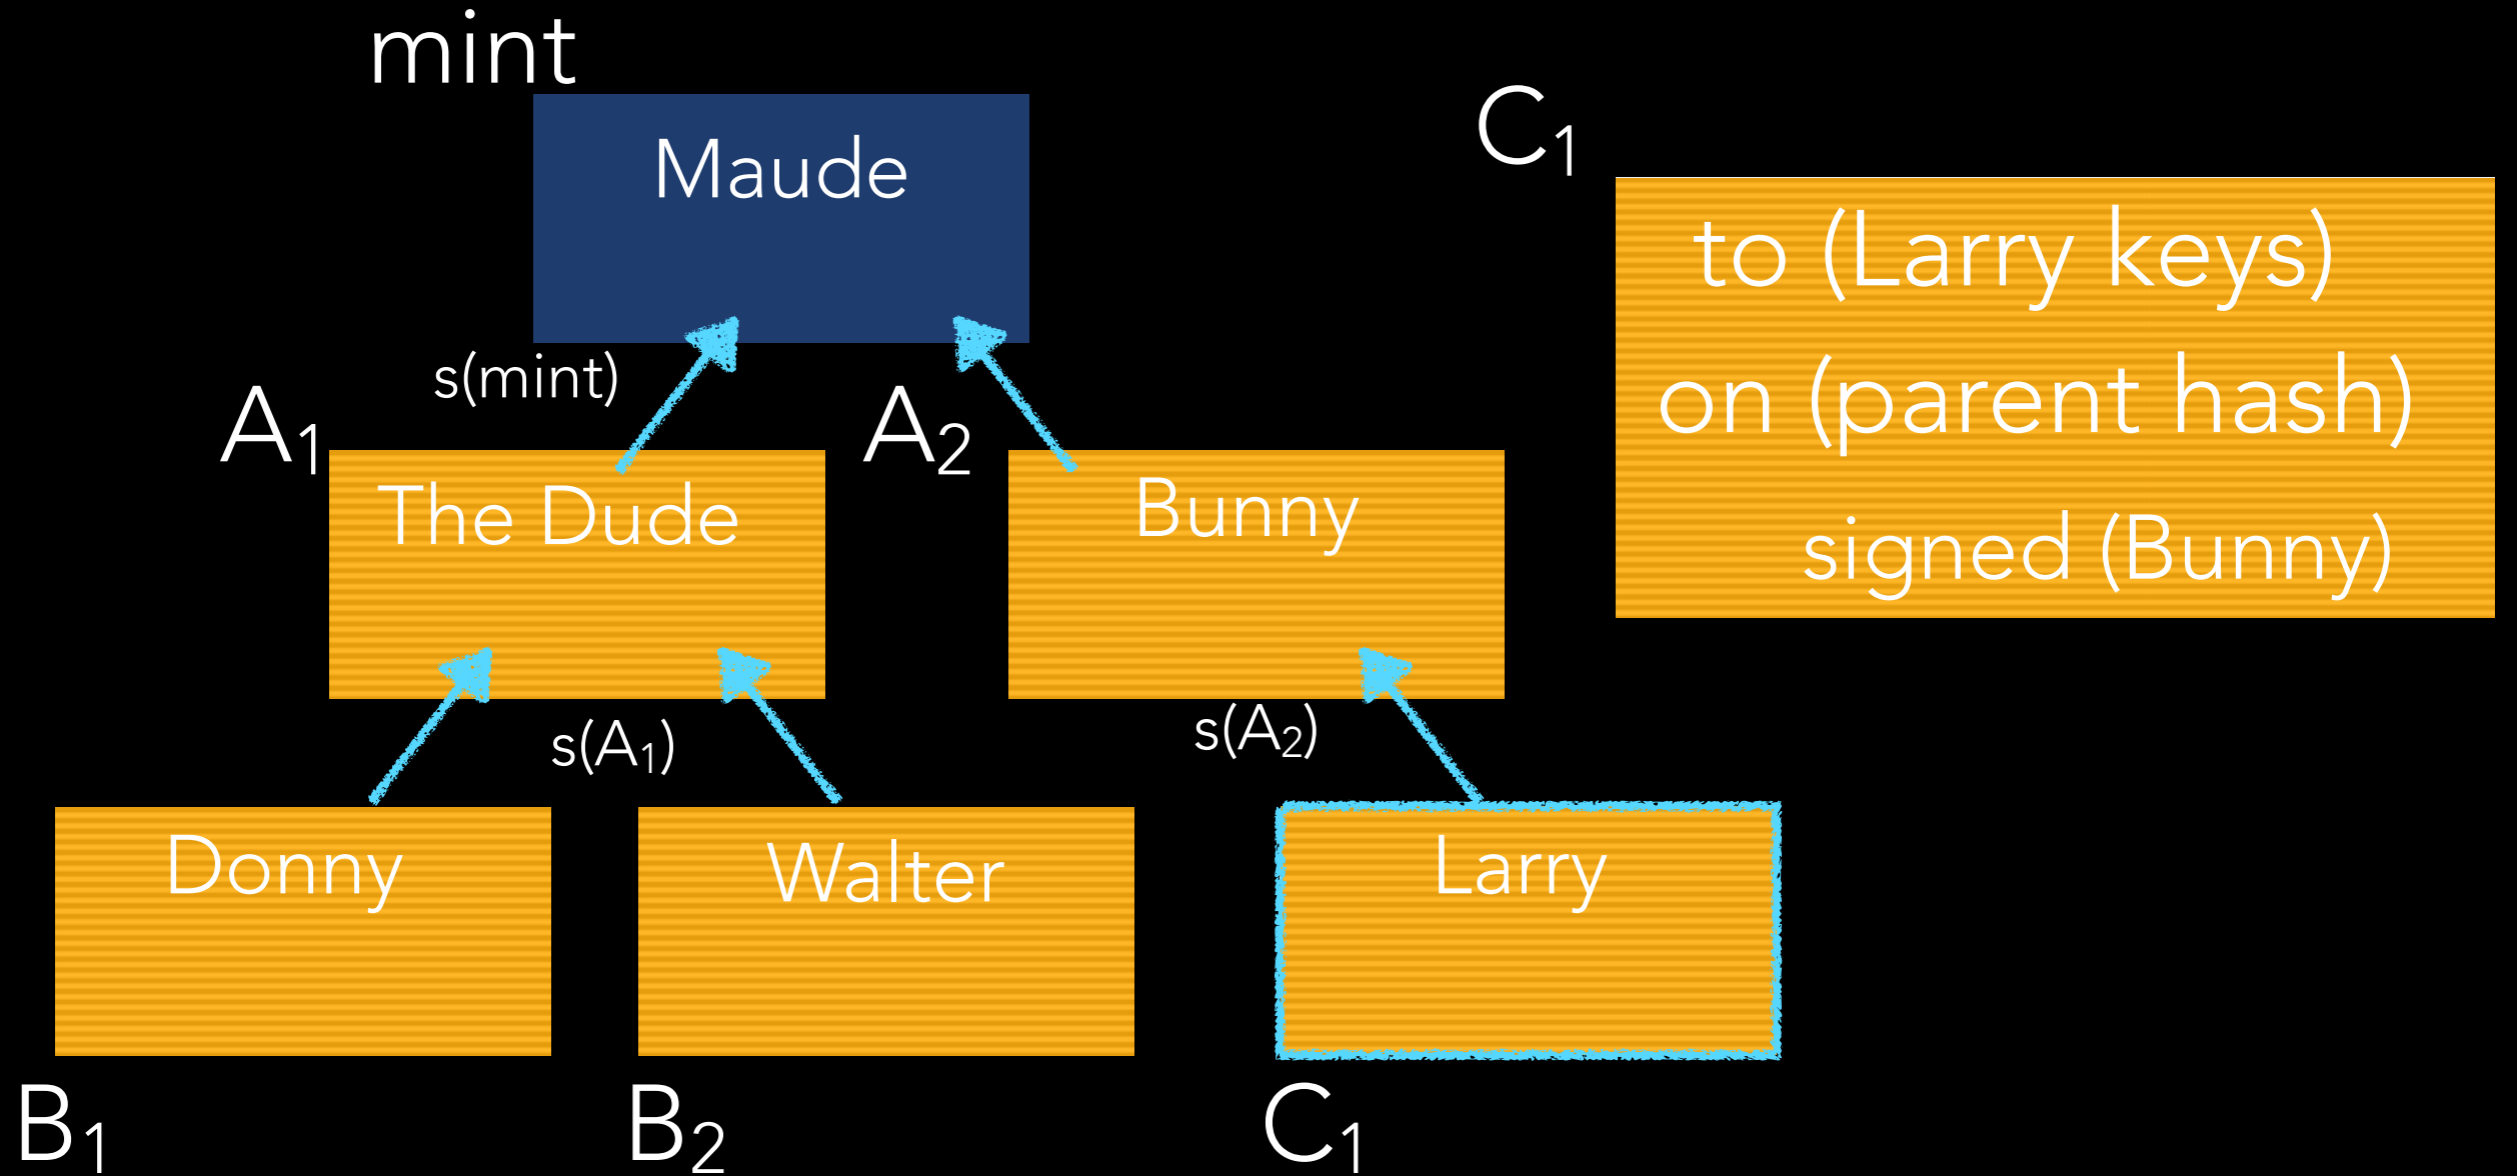 mint
Maude
C₁
to (Larry keys)
on (parent hash)
signed (Bunny)
s(mint)
A₁
A₂
The Dude
Bunny
s(A₁)
s(A₂)
Donny
Walter
Larry
B₁
B₂
C₁